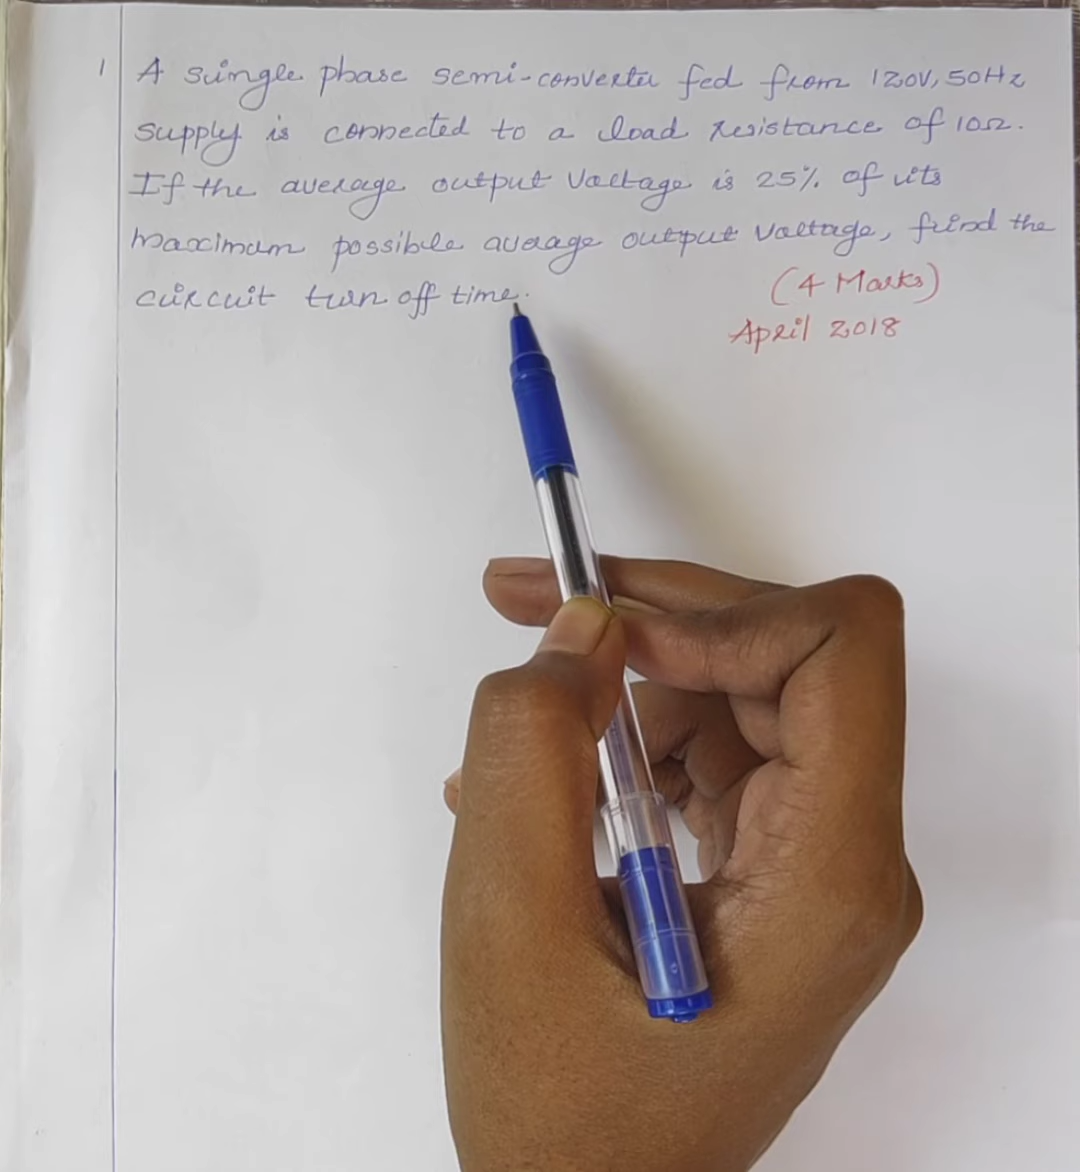 1 A single phase semi-converter fed from 120V, 50Hz
supply is connected to a load resistance of 10Ω.
If the average output voltage is 25% of its
maximum possible average output voltage, find the
circuit turn off time.
(4 Marks)
April 2018